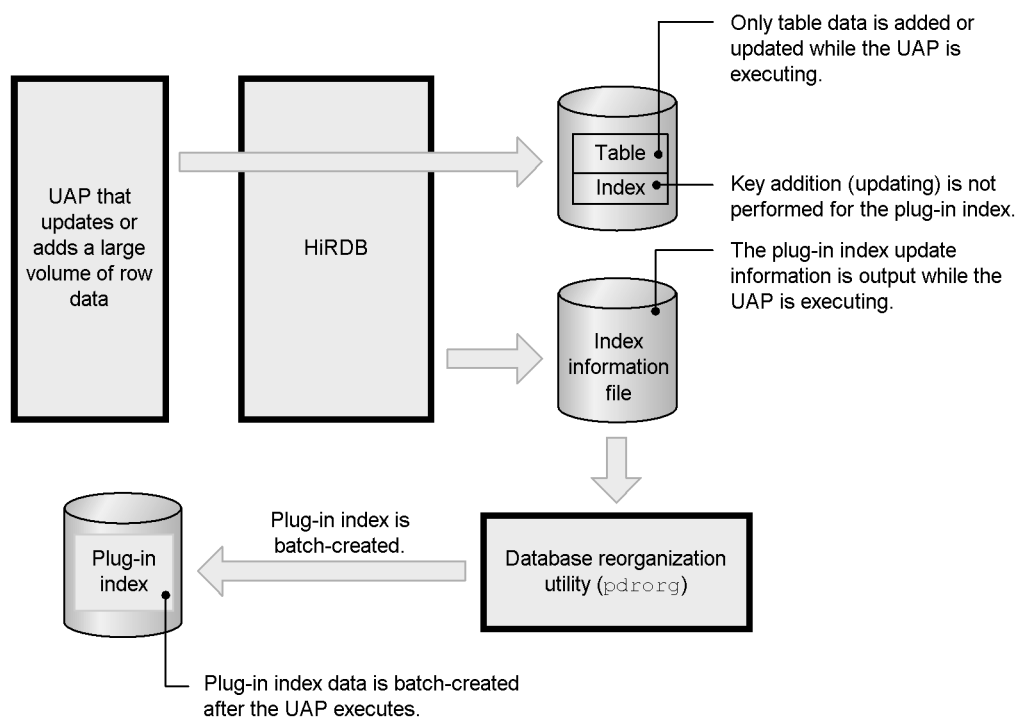 Only table data is added or
updated while the UAP is
executing.
UAP that
updates or
adds a large
volume of row
data
HiRDB
Table
Index
Key addition (updating) is not
performed for the plug-in index.
The plug-in index update
information is output while the
UAP is executing.
Index
information
file
Plug-in index is
batch-created.
Database reorganization
utility (pdrorg)
Plug-in
index
Plug-in index data is batch-created
after the UAP executes.